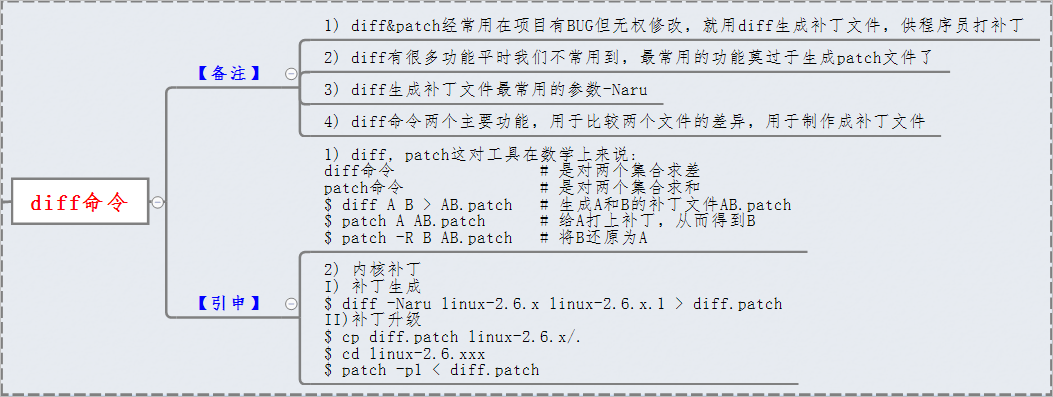 diff命令
【备注】
1) diff&patch经常用在项目有BUG但无权修改，就用diff生成补丁文件，供程序员打补丁
2) diff有很多功能平时我们不常用到，最常用的功能莫过于生成patch文件了
3) diff生成补丁文件最常用的参数-Naru
4) diff命令两个主要功能，用于比较两个文件的差异，用于制作成补丁文件
【引申】
1) diff, patch这对工具在数学上来说:
diff命令 # 是对两个集合求差
patch命令 # 是对两个集合求和
$ diff A B > AB.patch # 生成A和B的补丁文件AB.patch
$ patch A AB.patch # 给A打上补丁，从而得到B
$ patch -R B AB.patch # 将B还原为A
2) 内核补丁
I) 补丁生成
$ diff -Naru linux-2.6.x linux-2.6.x.1 > diff.patch
II)补丁升级
$ cp diff.patch linux-2.6.x/.
$ cd linux-2.6.xxx
$ patch -p1 < diff.patch